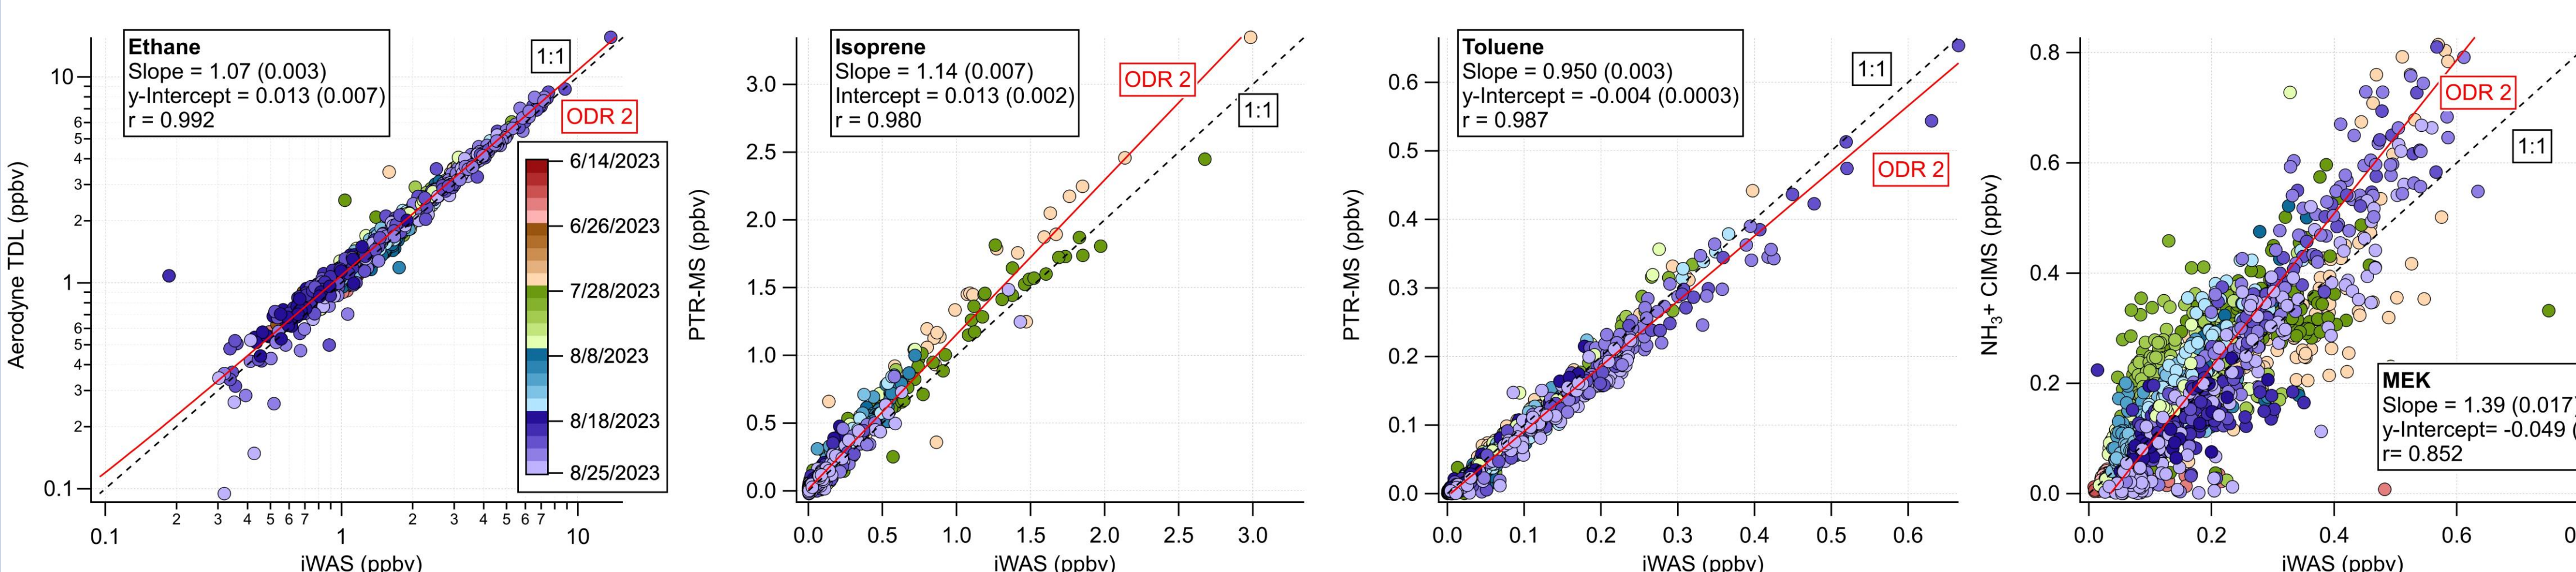 Ethane
Slope = 1.07 (0.003)
y-Intercept = 0.013 (0.007)
r = 0.992
1:1
ODR 2
6/14/2023
6/26/2023
7/28/2023
8/8/2023
8/18/2023
8/25/2023
Aerodyne TDL (ppbv)
10
6
5
4
3
2
1
6
5
4
3
2
0.1
2 3 4 5 6 7 2 3 4 5 6 7
0.1 1 10
iWAS (ppbv)
Isoprene
Slope = 1.14 (0.007)
Intercept = 0.013 (0.002)
r = 0.980
ODR 2
1:1
PTR-MS (ppbv)
3.0
2.5
2.0
1.5
1.0
0.5
0.0
0.0 0.5 1.0 1.5 2.0 2.5 3.0
iWAS (ppbv)
Toluene
Slope = 0.950 (0.003)
y-Intercept = -0.004 (0.0003)
r = 0.987
1:1
ODR 2
PTR-MS (ppbv)
0.6
0.5
0.4
0.3
0.2
0.1
0.0
0.0 0.1 0.2 0.3 0.4 0.5 0.6
iWAS (ppbv)
ODR 2
1:1
MEK
Slope = 1.39 (0.017
y-Intercept= -0.049 (
r= 0.852
NH₃+ CIMS (ppbv)
0.8
0.6
0.4
0.2
0.0
0.0 0.2 0.4 0.6
iWAS (ppbv)